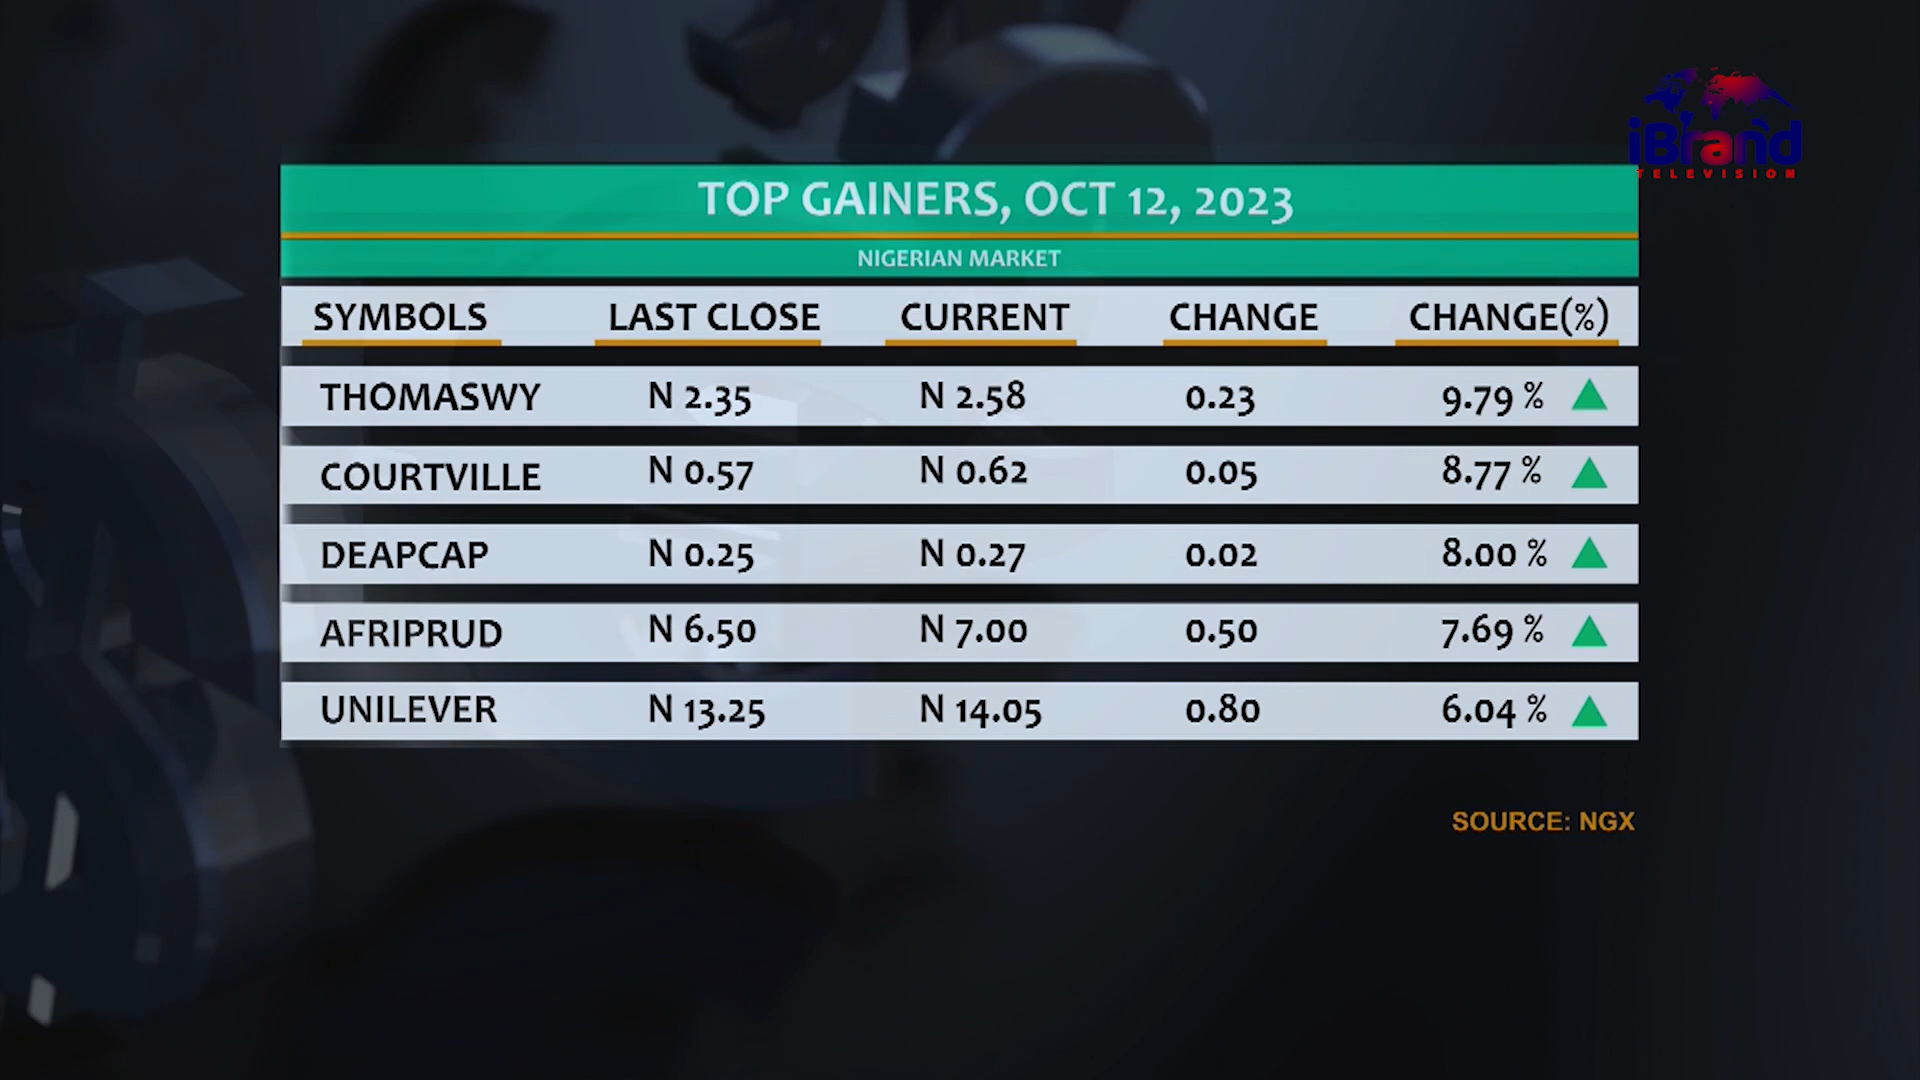 iBrand
TELEVISION
TOP GAINERS, OCT 12, 2023
NIGERIAN MARKET
SYMBOLS LAST CLOSE CURRENT CHANGE CHANGE(%)
THOMASWY N 2.35 N 2.58 0.23 9.79 %
COURTVILLE N 0.57 N 0.62 0.05 8.77 %
DEAPCAP N 0.25 N 0.27 0.02 8.00 %
AFRIPRUD N 6.50 N 7.00 0.50 7.69 %
UNILEVER N 13.25 N 14.05 0.80 6.04 %
SOURCE: NGX